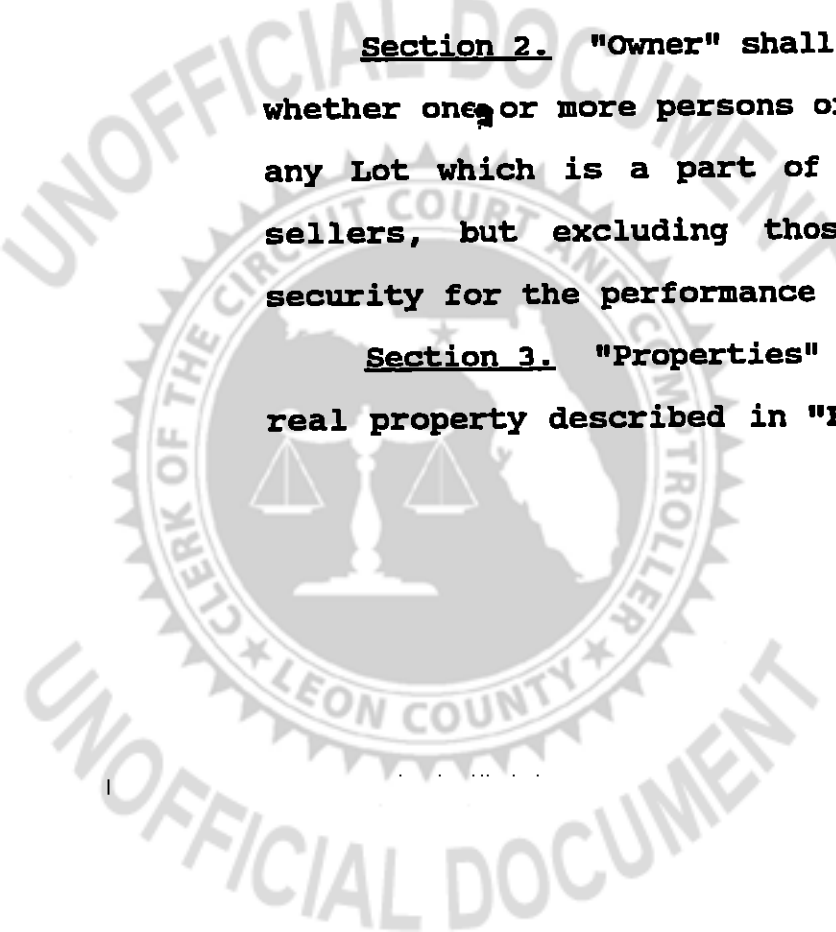 UNOFFICIAL DOCUMENT
Section 2. "Owner" shall
whether one or more persons
any Lot which is a part of
sellers, but excluding
security for the performance
Section 3. "Properties"
real property described in
CLERK OF THE CIRCUIT COURT AND COMPTROLLER
LEON COUNTY
UNOFFICIAL DOCUMENT